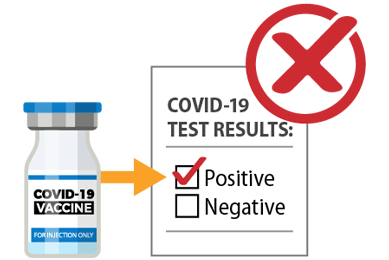 COVID-19
VACCINE
FOR INJECTION ONLY
COVID-19
TEST RESULTS:
Positive
Negative